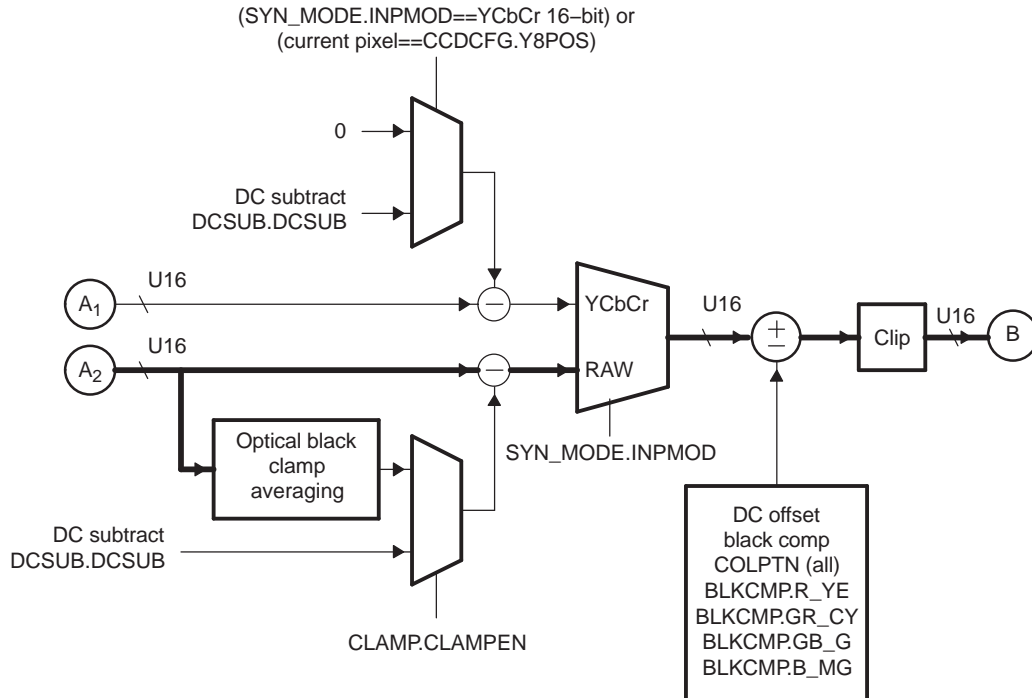 (SYN_MODE.INPMOD==YCbCr 16–bit) or
(current pixel==CCDCFG.Y8POS)
0
DC subtract
DCSUB.DCSUB
U16
A1
YCbCr
U16
U16
A2
RAW
Clip
U16
B
Optical black
clamp
averaging
SYN_MODE.INPMOD
DC subtract
DCSUB.DCSUB
CLAMP.CLAMPEN
DC offset
black comp
COLPTN (all)
BLKCMP.R_YE
BLKCMP.GR_CY
BLKCMP.GB_G
BLKCMP.B_MG